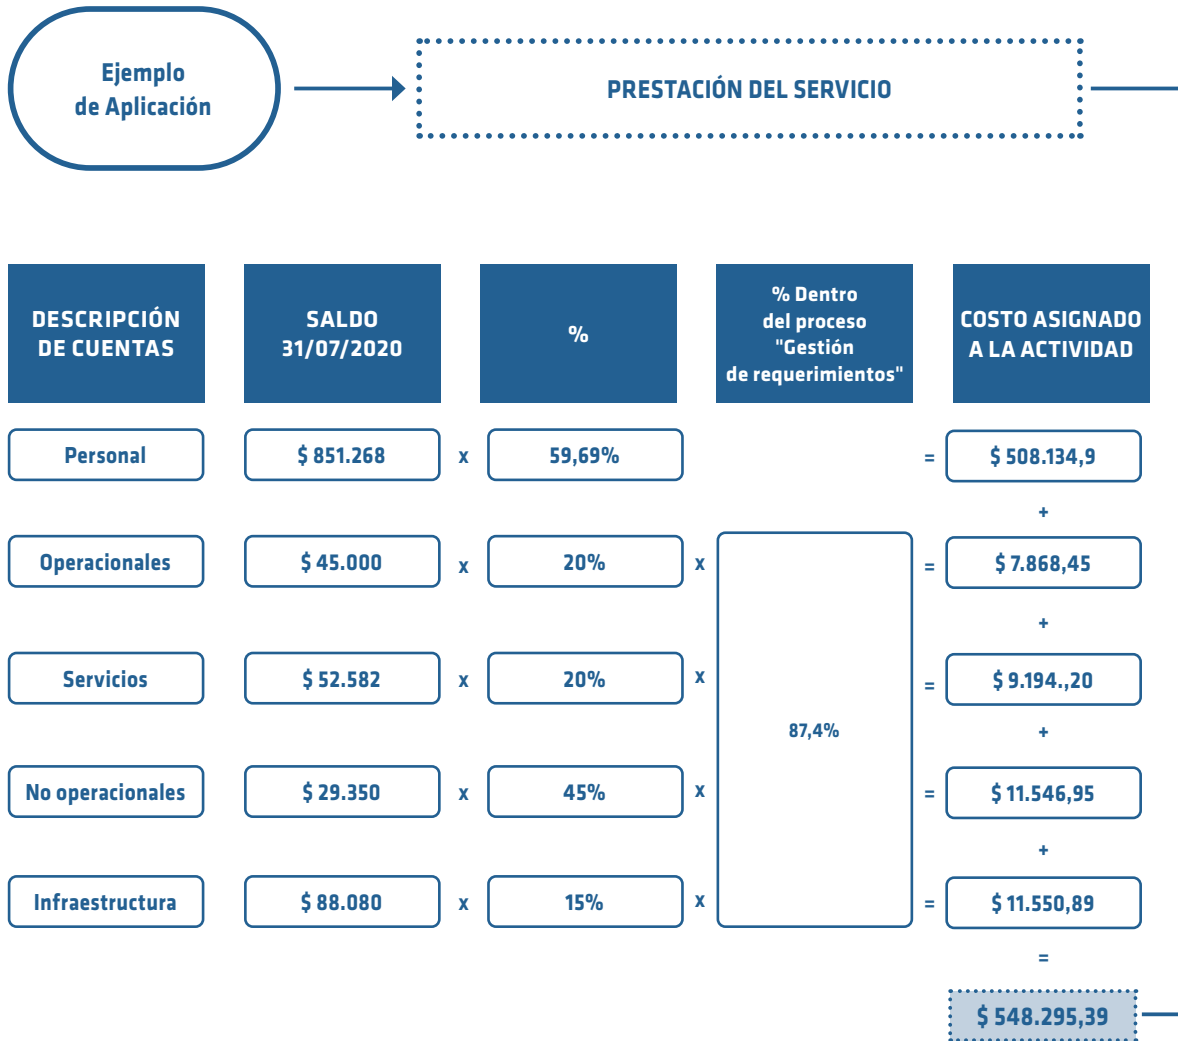 Ejemplo
de Aplicación
PRESTACIÓN DEL SERVICIO
DESCRIPCIÓN
DE CUENTAS
SALDO
31/07/2020
%
% Dentro
del proceso
"Gestión
de requerimientos"
COSTO ASIGNADO
A LA ACTIVIDAD
Personal
$ 851.268
x
59,69%
=
$ 508.134,9
+
Operacionales
$ 45.000
x
20%
x
=
$ 7.868,45
+
Servicios
$ 52.582
x
20%
x
=
$ 9.194.,20
87,4%
+
No operacionales
$ 29.350
x
45%
x
=
$ 11.546,95
+
Infraestructura
$ 88.080
x
15%
x
=
$ 11.550,89
=
$ 548.295,39